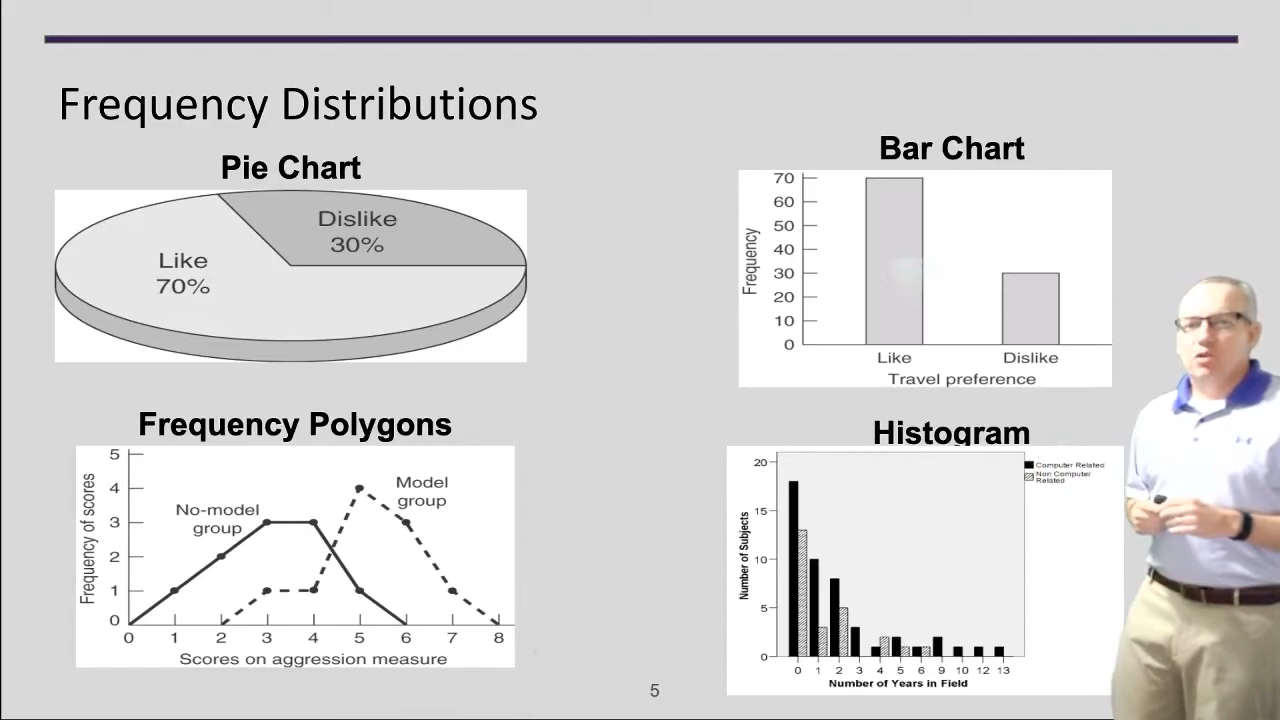 Frequency Distributions
Pie Chart
Dislike
30%
Like
70%
Bar Chart
70
60
50
40
30
20
10
0
Frequency
Like Dislike
Travel preference
Frequency Polygons
5
4
3
2
1
0
Frequency of scores
No-model
group
Model
group
0 1 2 3 4 5 6 7 8
Scores on aggression measure
Histogram
20
15
10
5
0
Number of Subjects
Computer Related
Non Computer
Related
0 1 2 3 4 5 6 9 10 12 13
Number of Years in Field
5